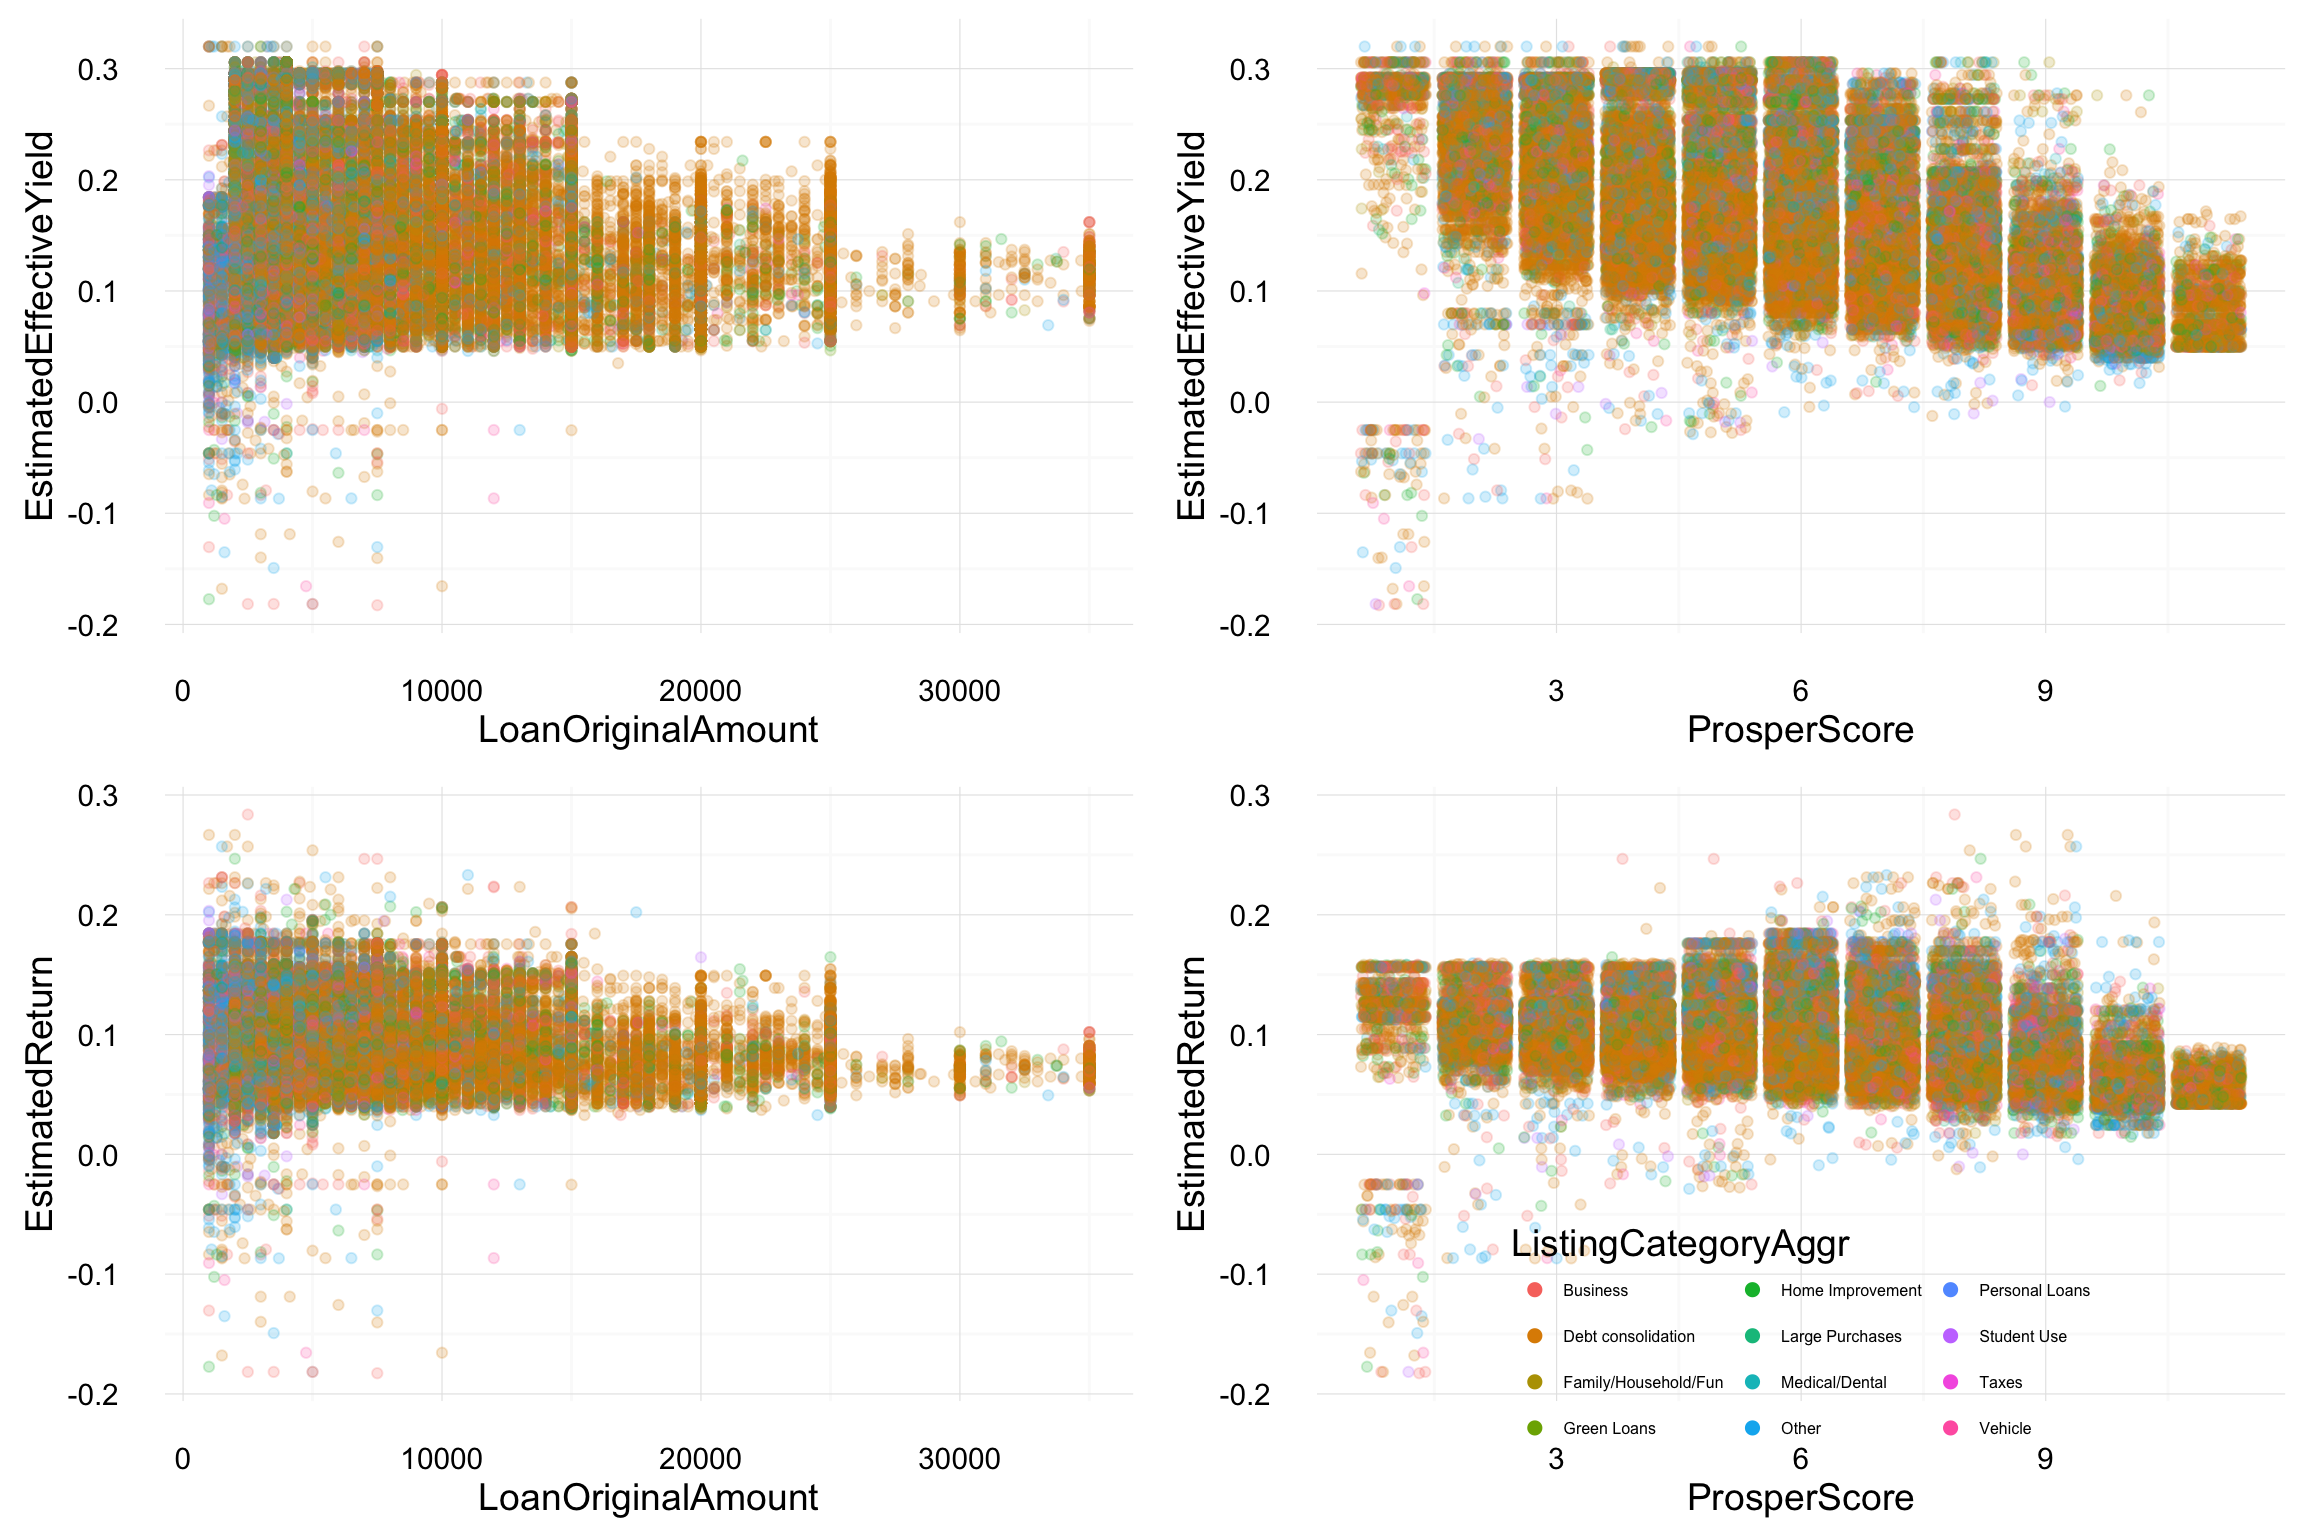 0.3
0.2
0.1
0.0
-0.1
-0.2
EstimatedEffectiveYield
0 10000 20000 30000
LoanOriginalAmount
0.3
0.2
0.1
0.0
-0.1
-0.2
EstimatedEffectiveYield
3 6 9
ProsperScore
0.3
0.2
0.1
0.0
-0.1
-0.2
EstimatedReturn
0 10000 20000 30000
LoanOriginalAmount
0.3
0.2
0.1
0.0
-0.1
-0.2
EstimatedReturn
ListingCategoryAggr
Business Home Improvement Personal Loans
Debt consolidation Large Purchases Student Use
Family/Household/Fun Medical/Dental Taxes
Green Loans Other Vehicle
3 6 9
ProsperScore